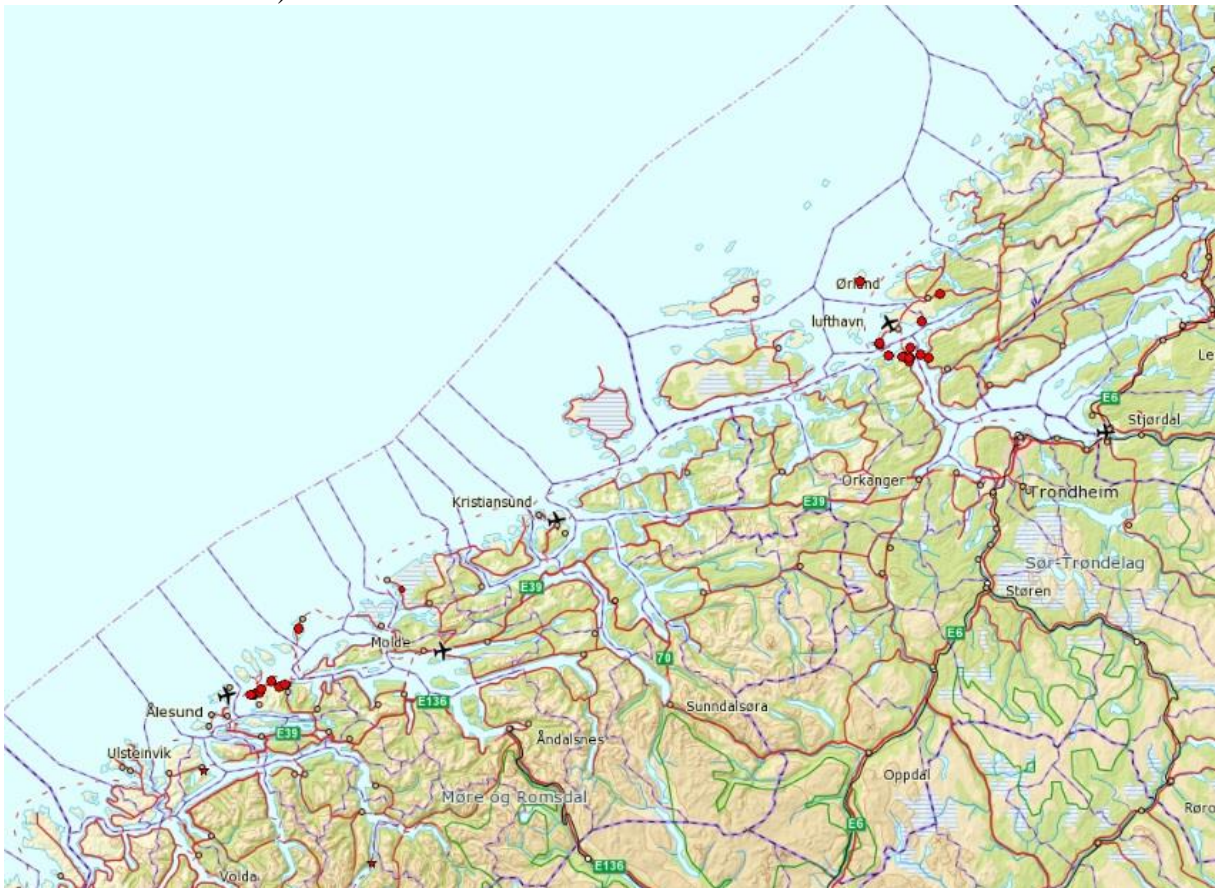 )
Ørland
lufthavn
Le
E6
Stjørdal
Kristiansund
Orkanger
E39
Trondheim
Sør-Trøndelag
E39
Støren
Molde
E6
70
E136
Ålesund
Sunndalsøra
E39
Åndalsnes
Ulsteinvik
Oppdal
Møre og Romsdal
Røro
E6
E136
Volda